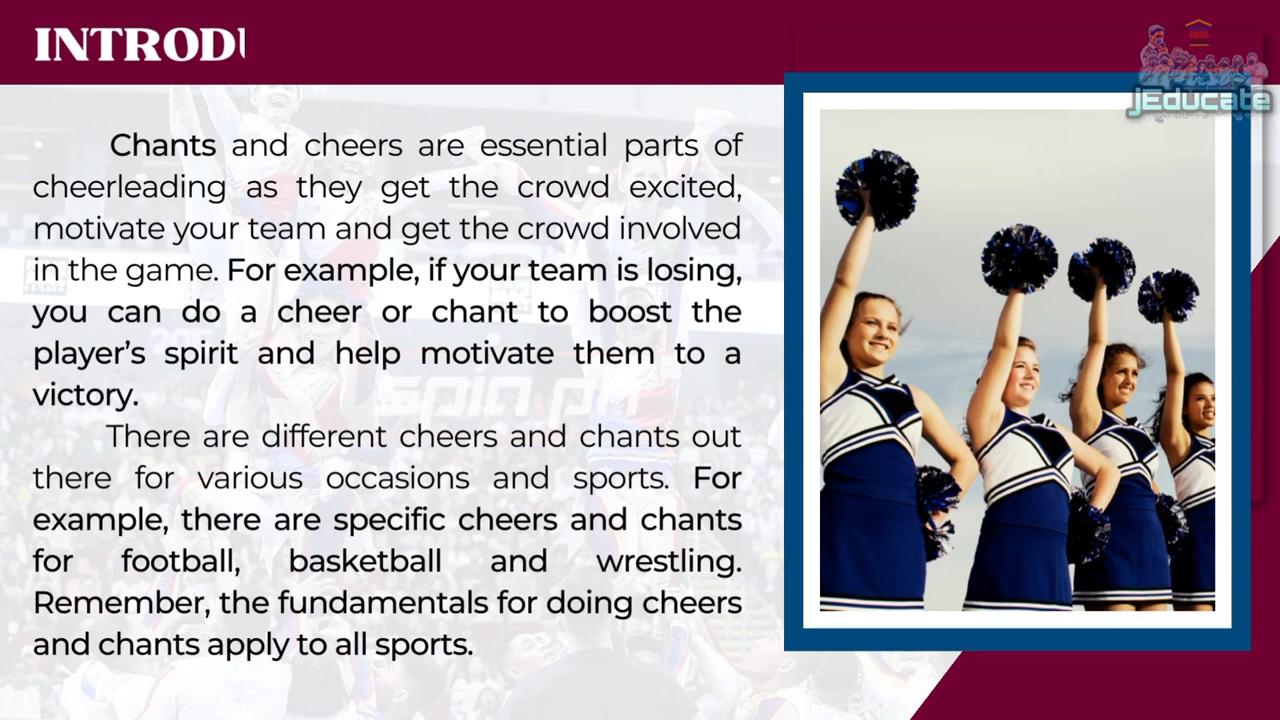 INTRODU
jEducate
Chants and cheers are essential parts of
cheerleading as they get the crowd excited,
motivate your team and get the crowd involved
in the game. For example, if your team is losing,
you can do a cheer or chant to boost the
player’s spirit and help motivate them to a
victory.
There are different cheers and chants out
there for various occasions and sports. For
example, there are specific cheers and chants
for football, basketball and wrestling.
Remember, the fundamentals for doing cheers
and chants apply to all sports.
spin.ph